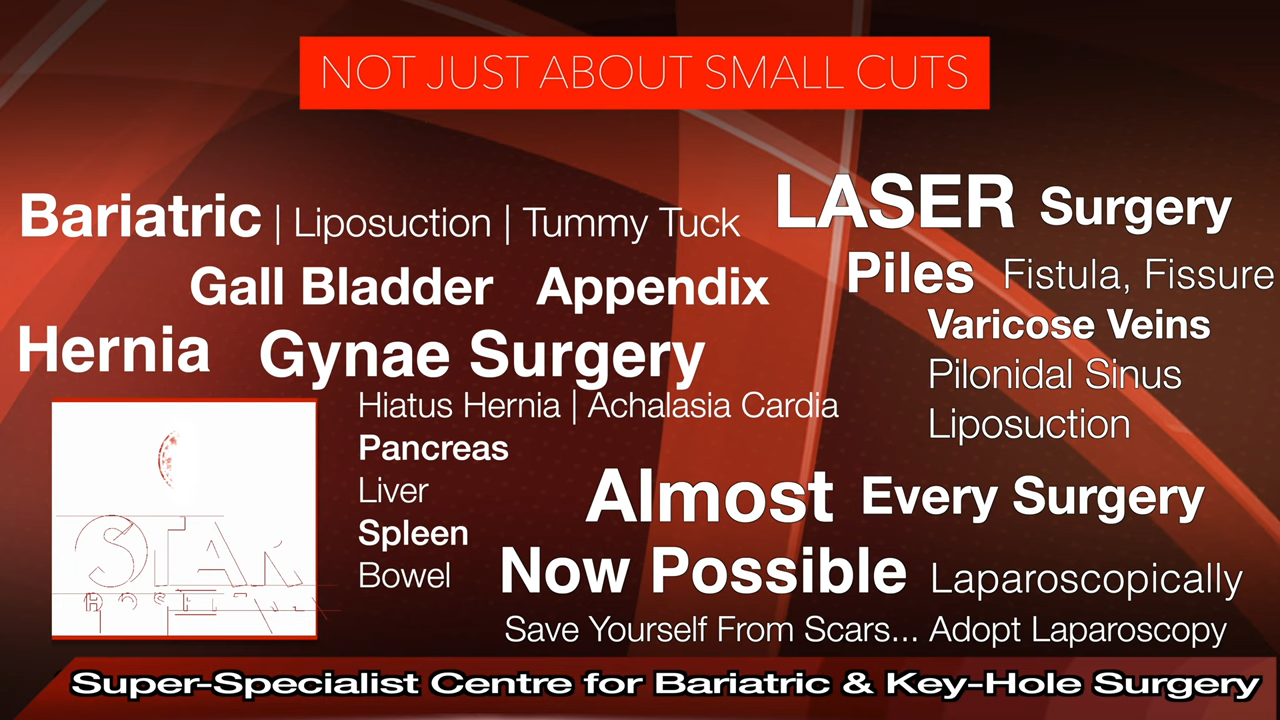 NOT JUST ABOUT SMALL CUTS
Bariatric | Liposuction | Tummy Tuck
Gall Bladder Appendix
Hernia Gynae Surgery
Hiatus Hernia | Achalasia Cardia
Pancreas
Liver
Spleen
Bowel
LASER Surgery
Piles Fistula, Fissure
Varicose Veins
Pilonidal Sinus
Liposuction
Almost Every Surgery
Now Possible Laparoscopically
Save Yourself From Scars... Adopt Laparoscopy
STAR
Super-Specialist Centre for Bariatric & Key-Hole Surgery